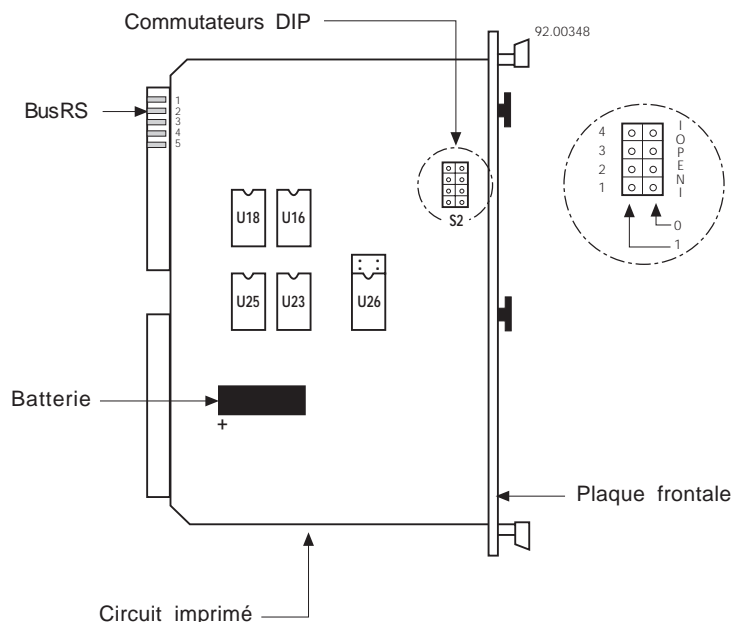 Commutateurs DIP
92.00348
BusRS
1
2
3
4
5
4
3
2
1
IOPENI
0
1
S2
U18
U16
U25
U23
U26
Batterie
+
Plaque frontale
Circuit imprimé